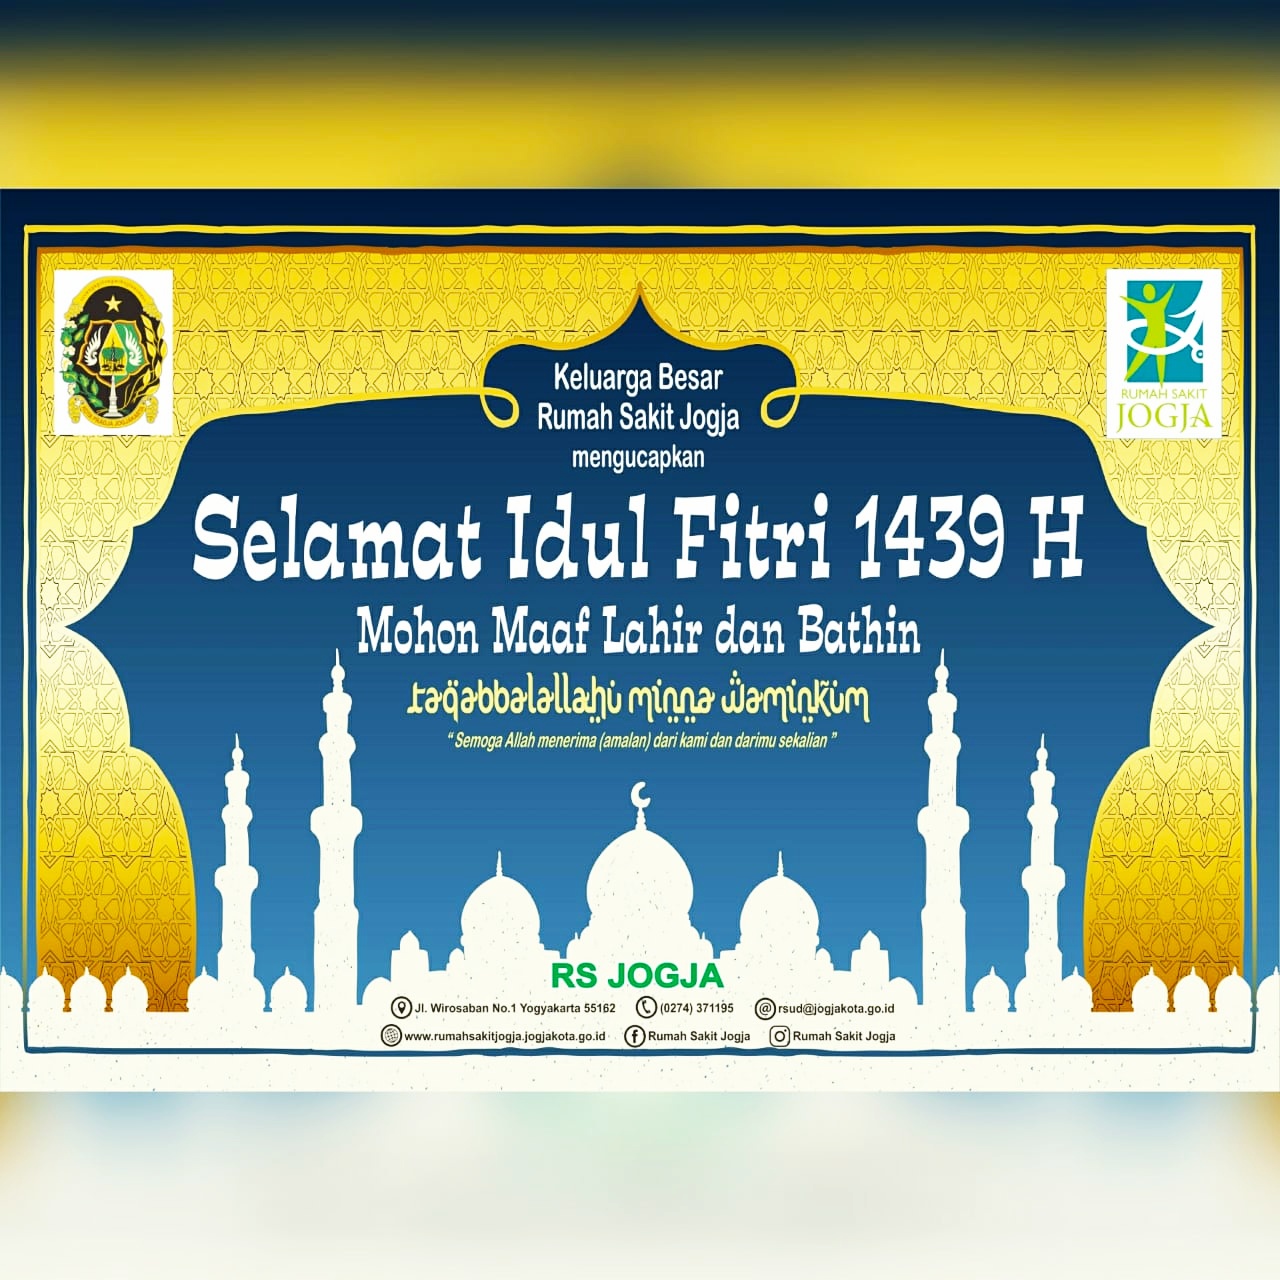 Keluarga Besar
Rumah Sakit Jogja
mengucapkan
Selamat Idul Fitri 1439 H
Mohon Maaf Lahir dan Bathin
taqabbalallahu minna waminkum
“ Semoga Allah menerima (amalan) dari kami dan darimu sekalian ”
RUMAH SAKIT
JOGJA
RS JOGJA
Jl. Wirosaban No.1 Yogyakarta 55162 (0274) 371195 rsud@jogjakota.go.id
www.rumahsakitjogja.jogjakota.go.id Rumah Sakit Jogja Rumah Sakit Jogja